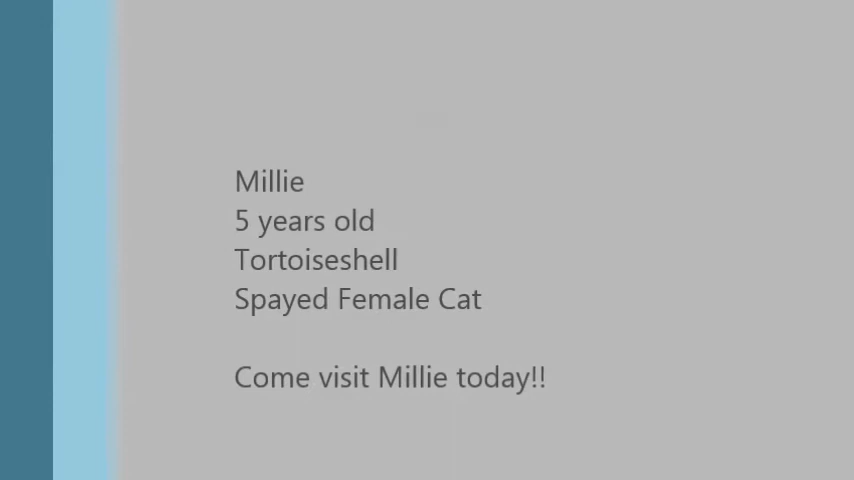 Millie
5 years old
Tortoiseshell
Spayed Female Cat
Come visit Millie today!!